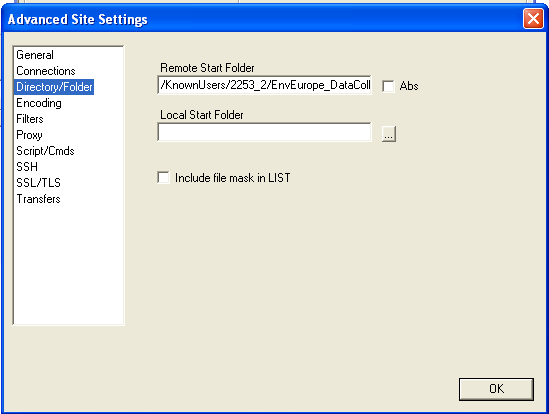 Advanced Site Settings
General
Connections
Directory/Folder
Encoding
Filters
Proxy
Script/Cmds
SSH
SSL/TLS
Transfers
Remote Start Folder
/KnownUsers/2253_2/EnvEurope_DataColl
Abs
Local Start Folder
...
Include file mask in LIST
OK